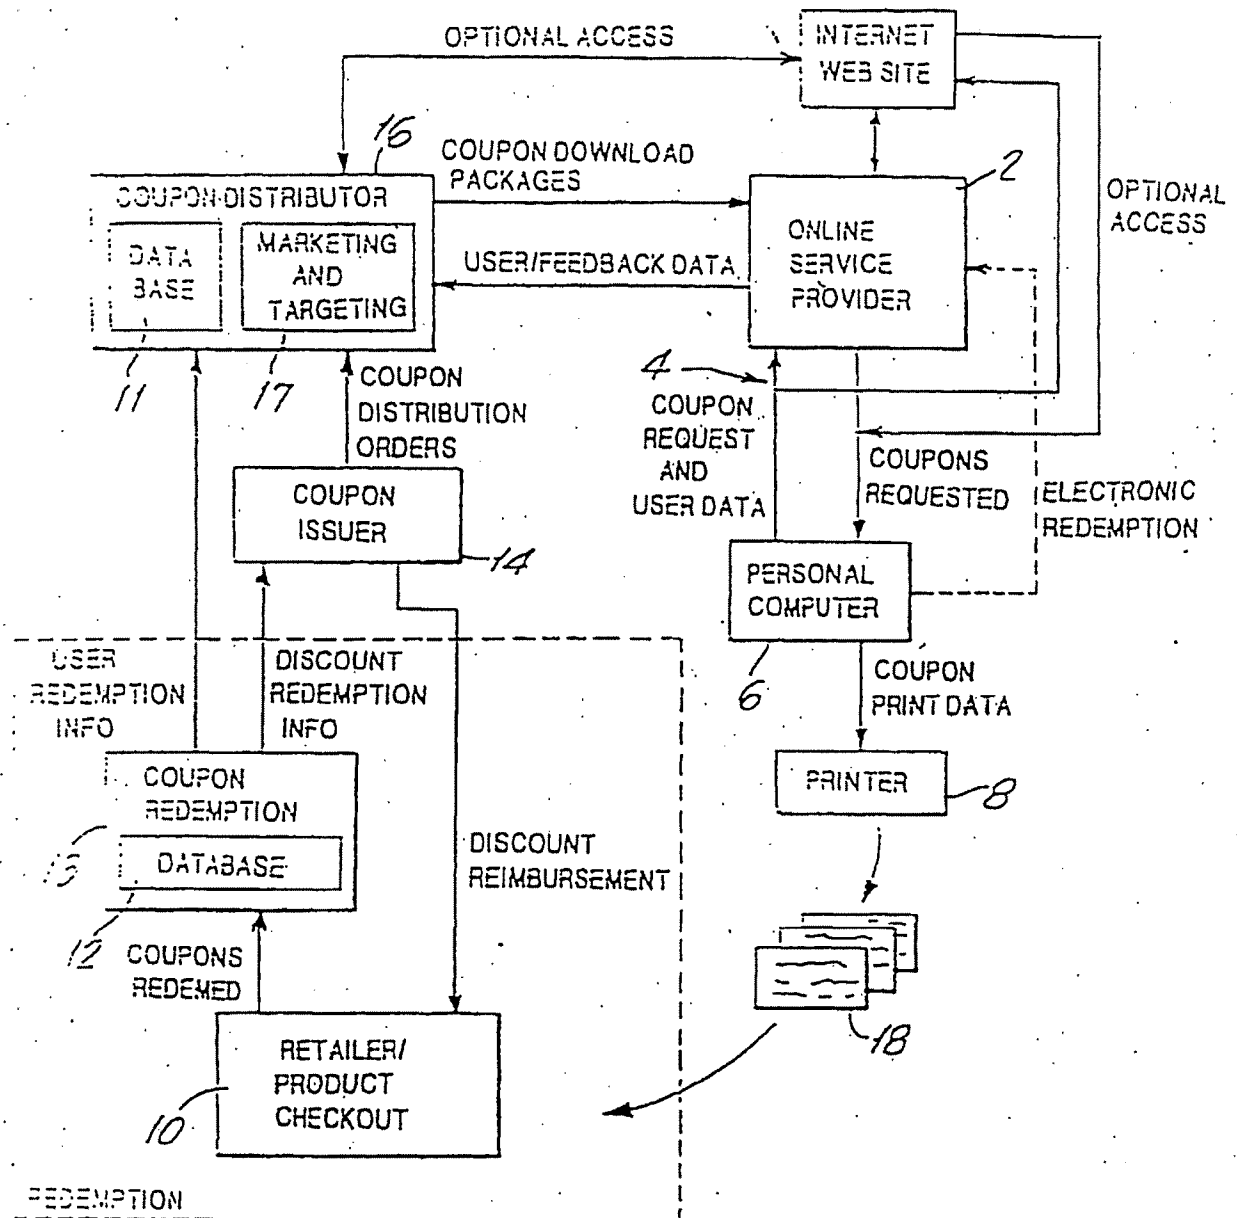 OPTIONAL ACCESS
INTERNET
WEB SITE
16
COUPON DOWNLOAD
PACKAGES
2
OPTIONAL
ACCESS
COUPON DISTRIBUTOR
DATA
BASE
MARKETING
AND
TARGETING
USER/FEEDBACK DATA
ONLINE
SERVICE
PROVIDER
11
17
COUPON
DISTRIBUTION
ORDERS
4
COUPON
REQUEST
AND
USER DATA
COUPONS
REQUESTED
ELECTRONIC
REDEMPTION
COUPON
ISSUER
14
PERSONAL
COMPUTER
6
USER
REDEMPTION
INFO
DISCOUNT
REDEMPTION
INFO
COUPON
PRINT DATA
COUPON
REDEMPTION
DATABASE
13
12
PRINTER
8
DISCOUNT
REIMBURSEMENT
COUPONS
REDEMED
18
RETAILER/
PRODUCT
CHECKOUT
10
REDEMPTION